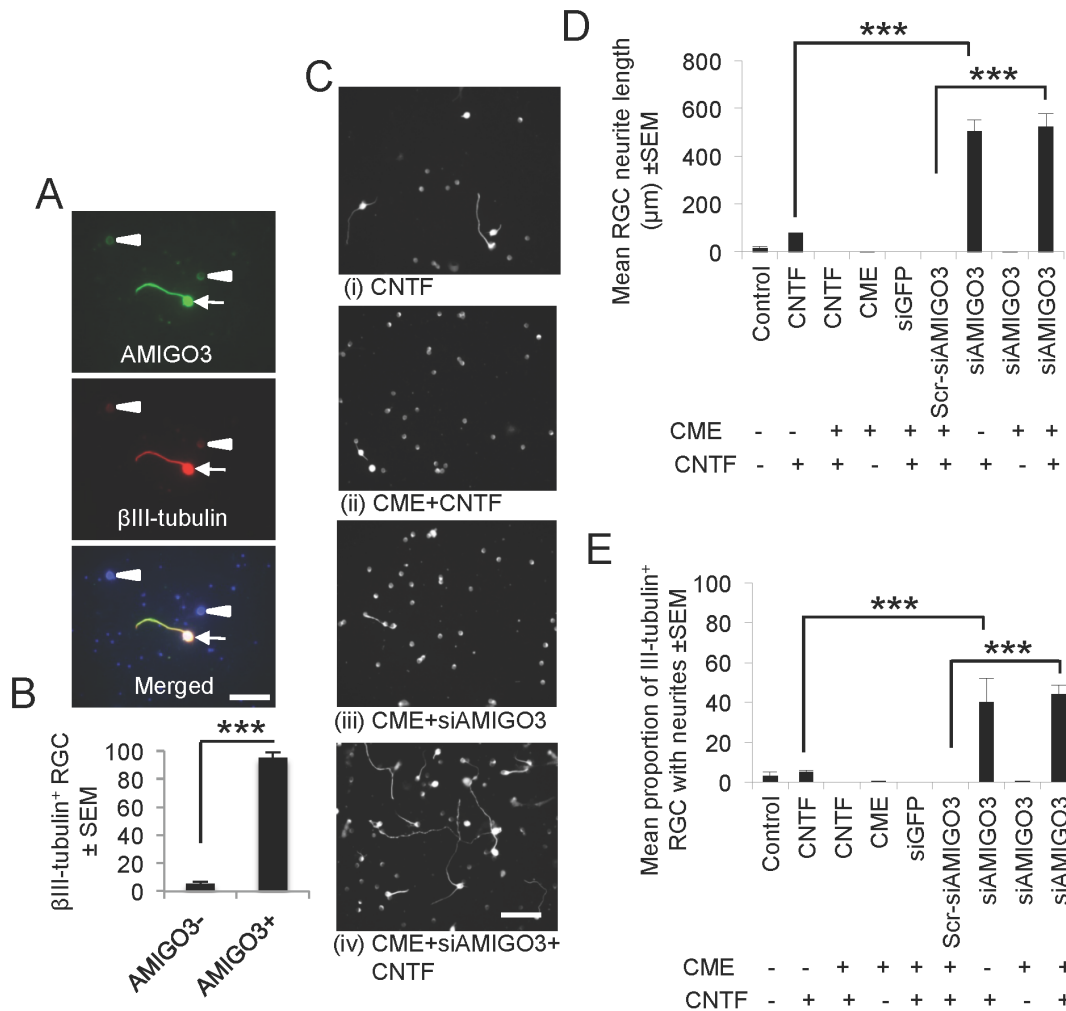 A
AMIGO3
βIII-tubulin
Merged
B
βIII-tubulin⁺ RGC
± SEM
***
100
80
60
40
20
0
AMIGO3-
AMIGO3+
C
(i) CNTF
(ii) CME+CNTF
(iii) CME+siAMIGO3
(iv) CME+siAMIGO3+
CNTF
D
Mean RGC neurite length
(µm) ±SEM
***
***
800
600
400
200
0
Control
CNTF
CNTF
CME
siGFP
Scr-siAMIGO3
siAMIGO3
siAMIGO3
siAMIGO3
CME - - + + + + - + +
CNTF - + + - + + + - +
E
Mean proportion of III-tubulin⁺
RGC with neurites ±SEM
***
***
100
80
60
40
20
0
Control
CNTF
CNTF
CME
siGFP
Scr-siAMIGO3
siAMIGO3
siAMIGO3
siAMIGO3
CME - - + + + + - + +
CNTF - + + - + + + - +